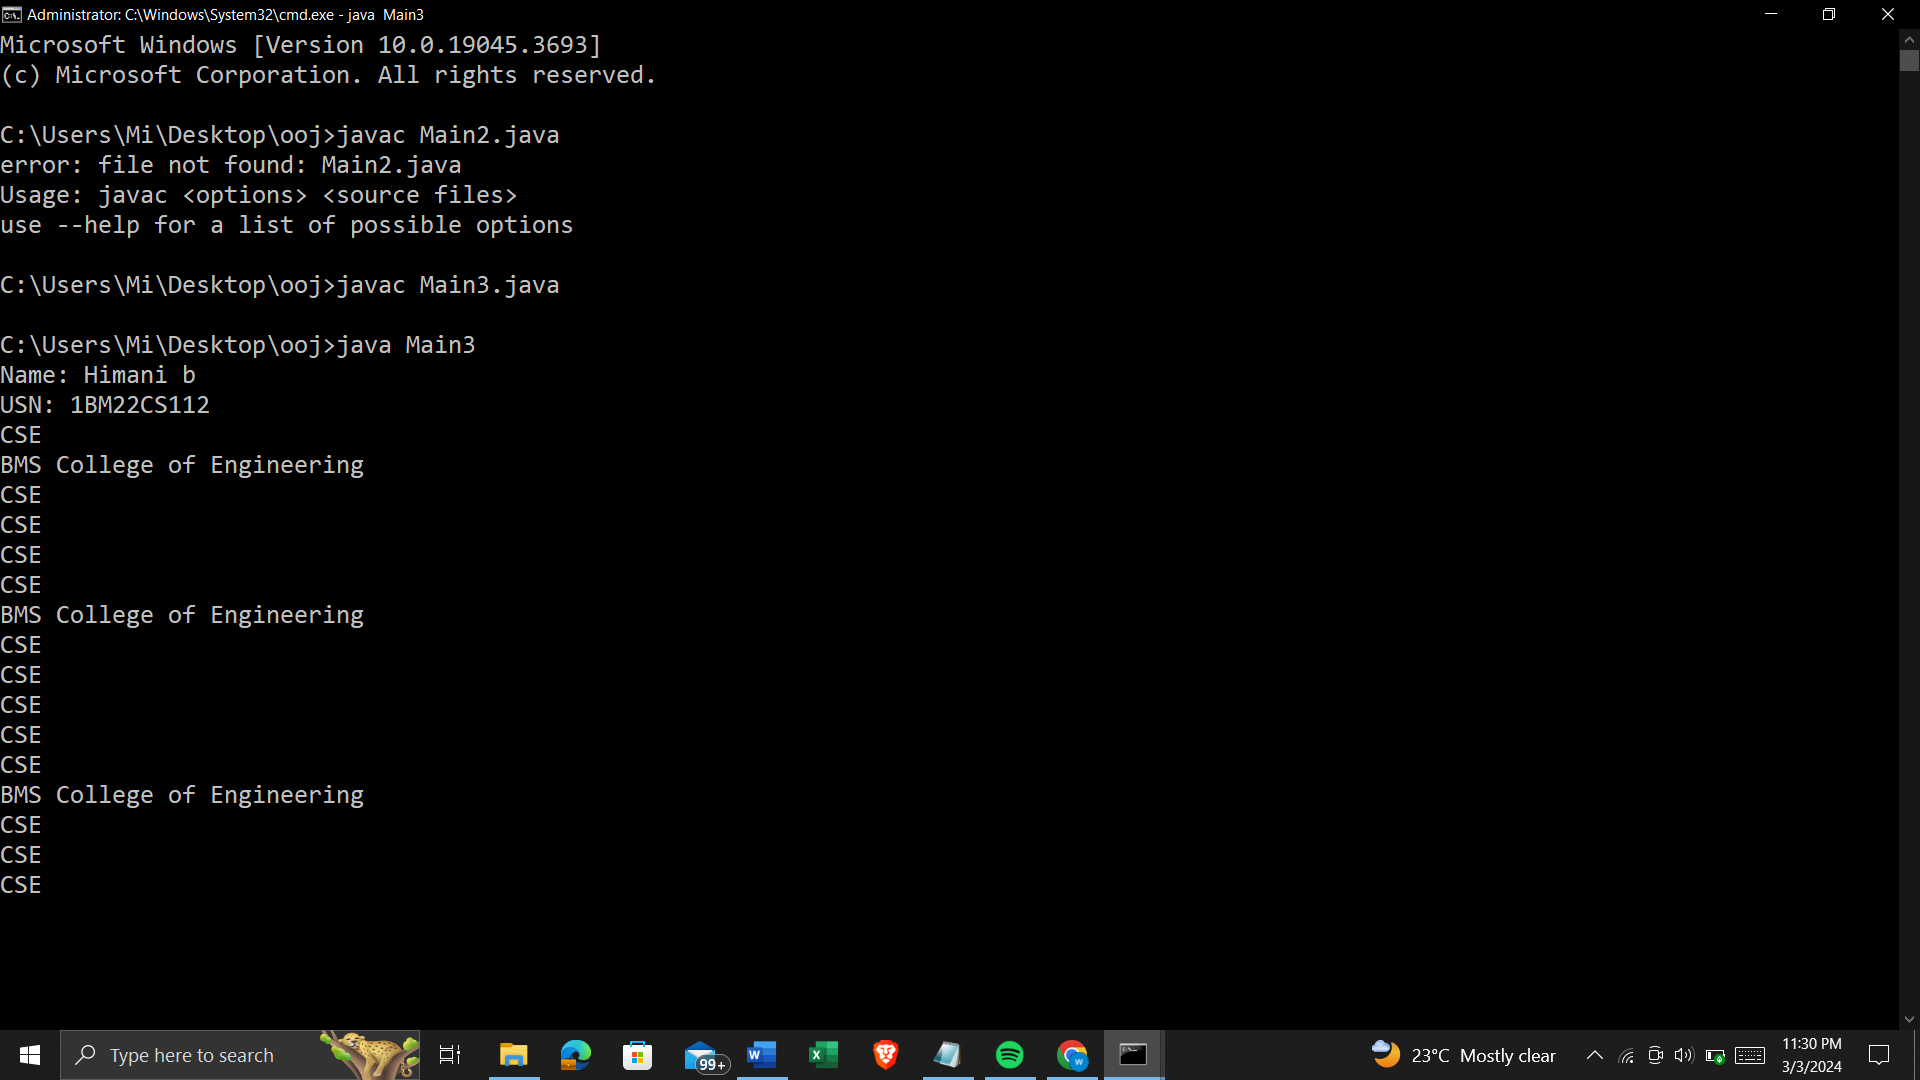 Administrator: C:\Windows\System32\cmd.exe - java  Main3
Microsoft Windows [Version 10.0.19045.3693]
(c) Microsoft Corporation. All rights reserved.
C:\Users\Mi\Desktop\ooj>javac Main2.java
error: file not found: Main2.java
Usage: javac <options> <source files>
use --help for a list of possible options
C:\Users\Mi\Desktop\ooj>javac Main3.java
C:\Users\Mi\Desktop\ooj>java Main3
Name: Himani b
USN: 1BM22CS112
CSE
BMS College of Engineering
CSE
CSE
CSE
CSE
BMS College of Engineering
CSE
CSE
CSE
CSE
CSE
BMS College of Engineering
CSE
CSE
CSE
Type here to search
99+
23°C Mostly clear
11:30 PM
3/3/2024